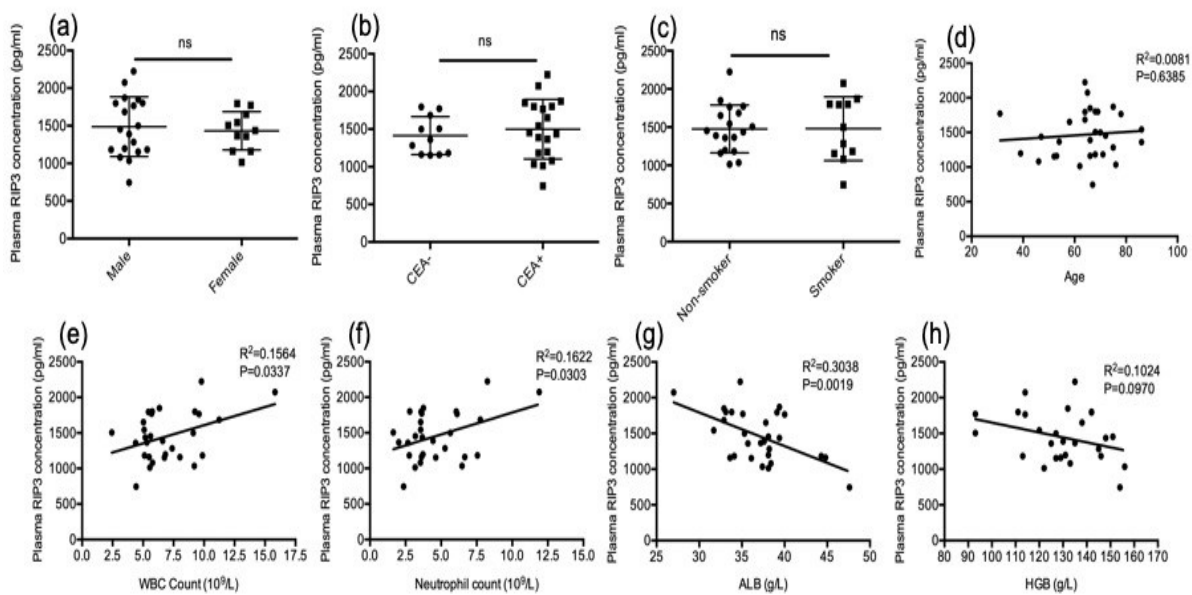 (a)
Plasma RIP3 concentration (pg/ml)
2500
2000
1500
1000
500
0
ns
Male
Female
(b)
Plasma RIP3 concentration (pg/ml)
2500
2000
1500
1000
500
0
ns
CEA-
CEA+
(c)
Plasma RIP3 concentration (pg/ml)
2500
2000
1500
1000
500
0
ns
Non-smoker
Smoker
(d)
Plasma RIP3 concentration (pg/ml)
2500
2000
1500
1000
500
0
R²=0.0081
P=0.6385
20 40 60 80 100
Age
(e)
Plasma RIP3 concentration (pg/ml)
2500
2000
1500
1000
500
0
R²=0.1564
P=0.0337
0.0 2.5 5.0 7.5 10.0 12.5 15.0 17.5
WBC Count (10⁹/L)
(f)
Plasma RIP3 concentration (pg/ml)
2500
2000
1500
1000
500
0
R²=0.1622
P=0.0303
0.0 2.5 5.0 7.5 10.0 12.5 15.0
Neutrophil count (10⁹/L)
(g)
Plasma RIP3 concentration (pg/ml)
2500
2000
1500
1000
500
0
R²=0.3038
P=0.0019
25 30 35 40 45 50
ALB (g/L)
(h)
Plasma RIP3 concentration (pg/ml)
2500
2000
1500
1000
500
0
R²=0.1024
P=0.0970
80 90 100 110 120 130 140 150 160 170
HGB (g/L)